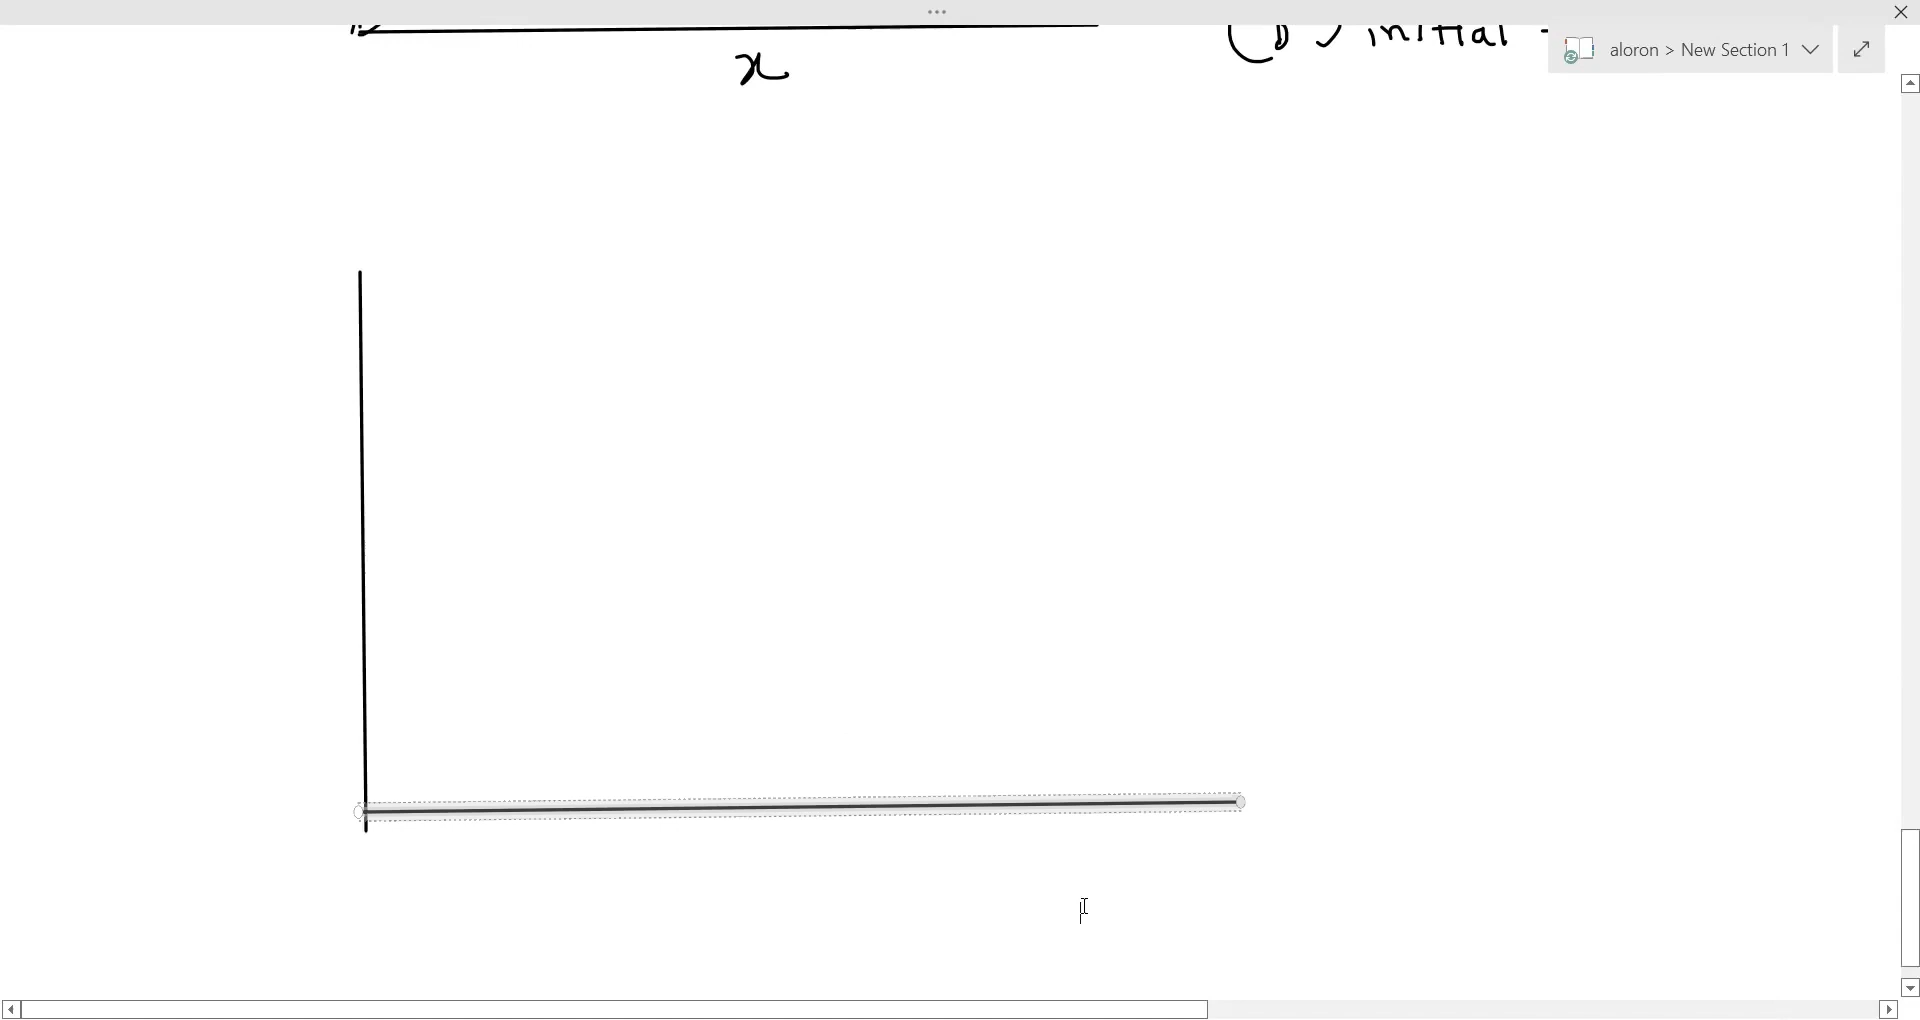 initial
aloron > New Section 1
x